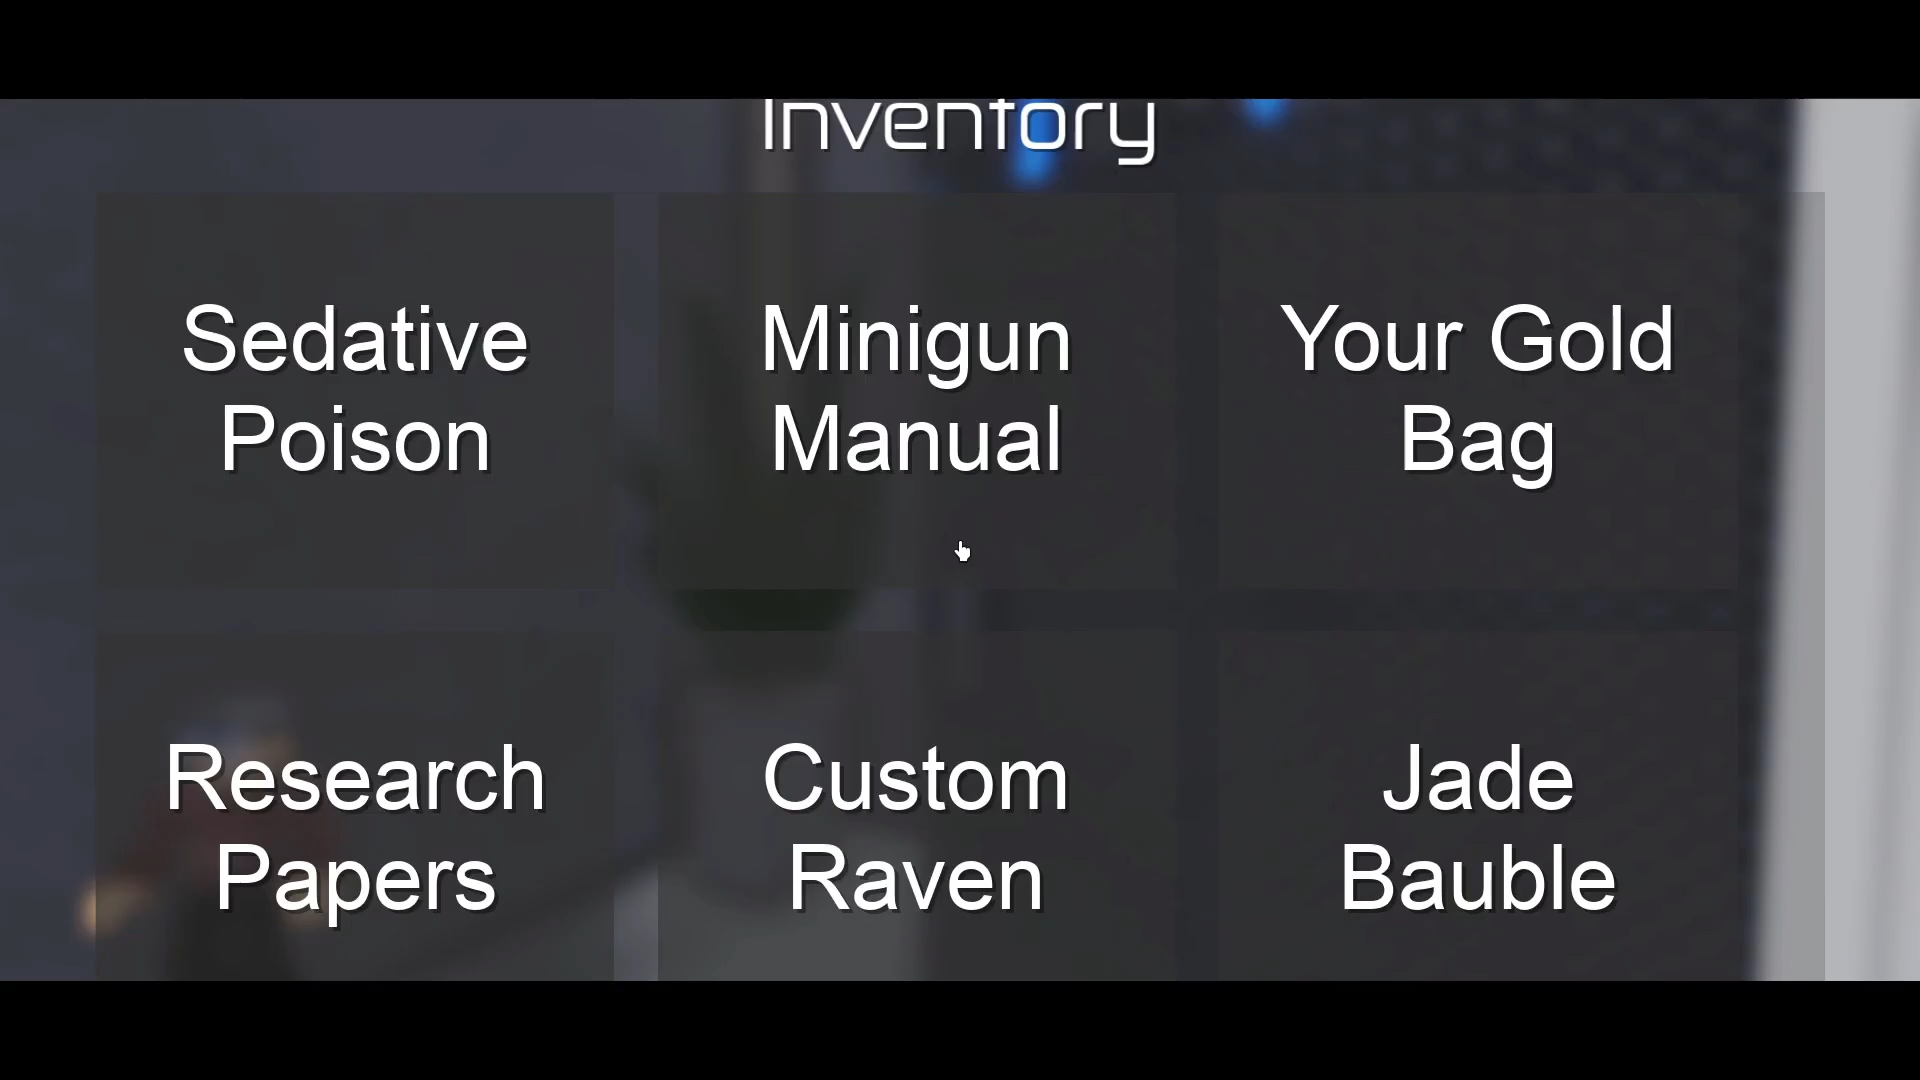 Inventory
Sedative
Poison
Minigun
Manual
Your Gold
Bag
Research
Papers
Custom
Raven
Jade
Bauble